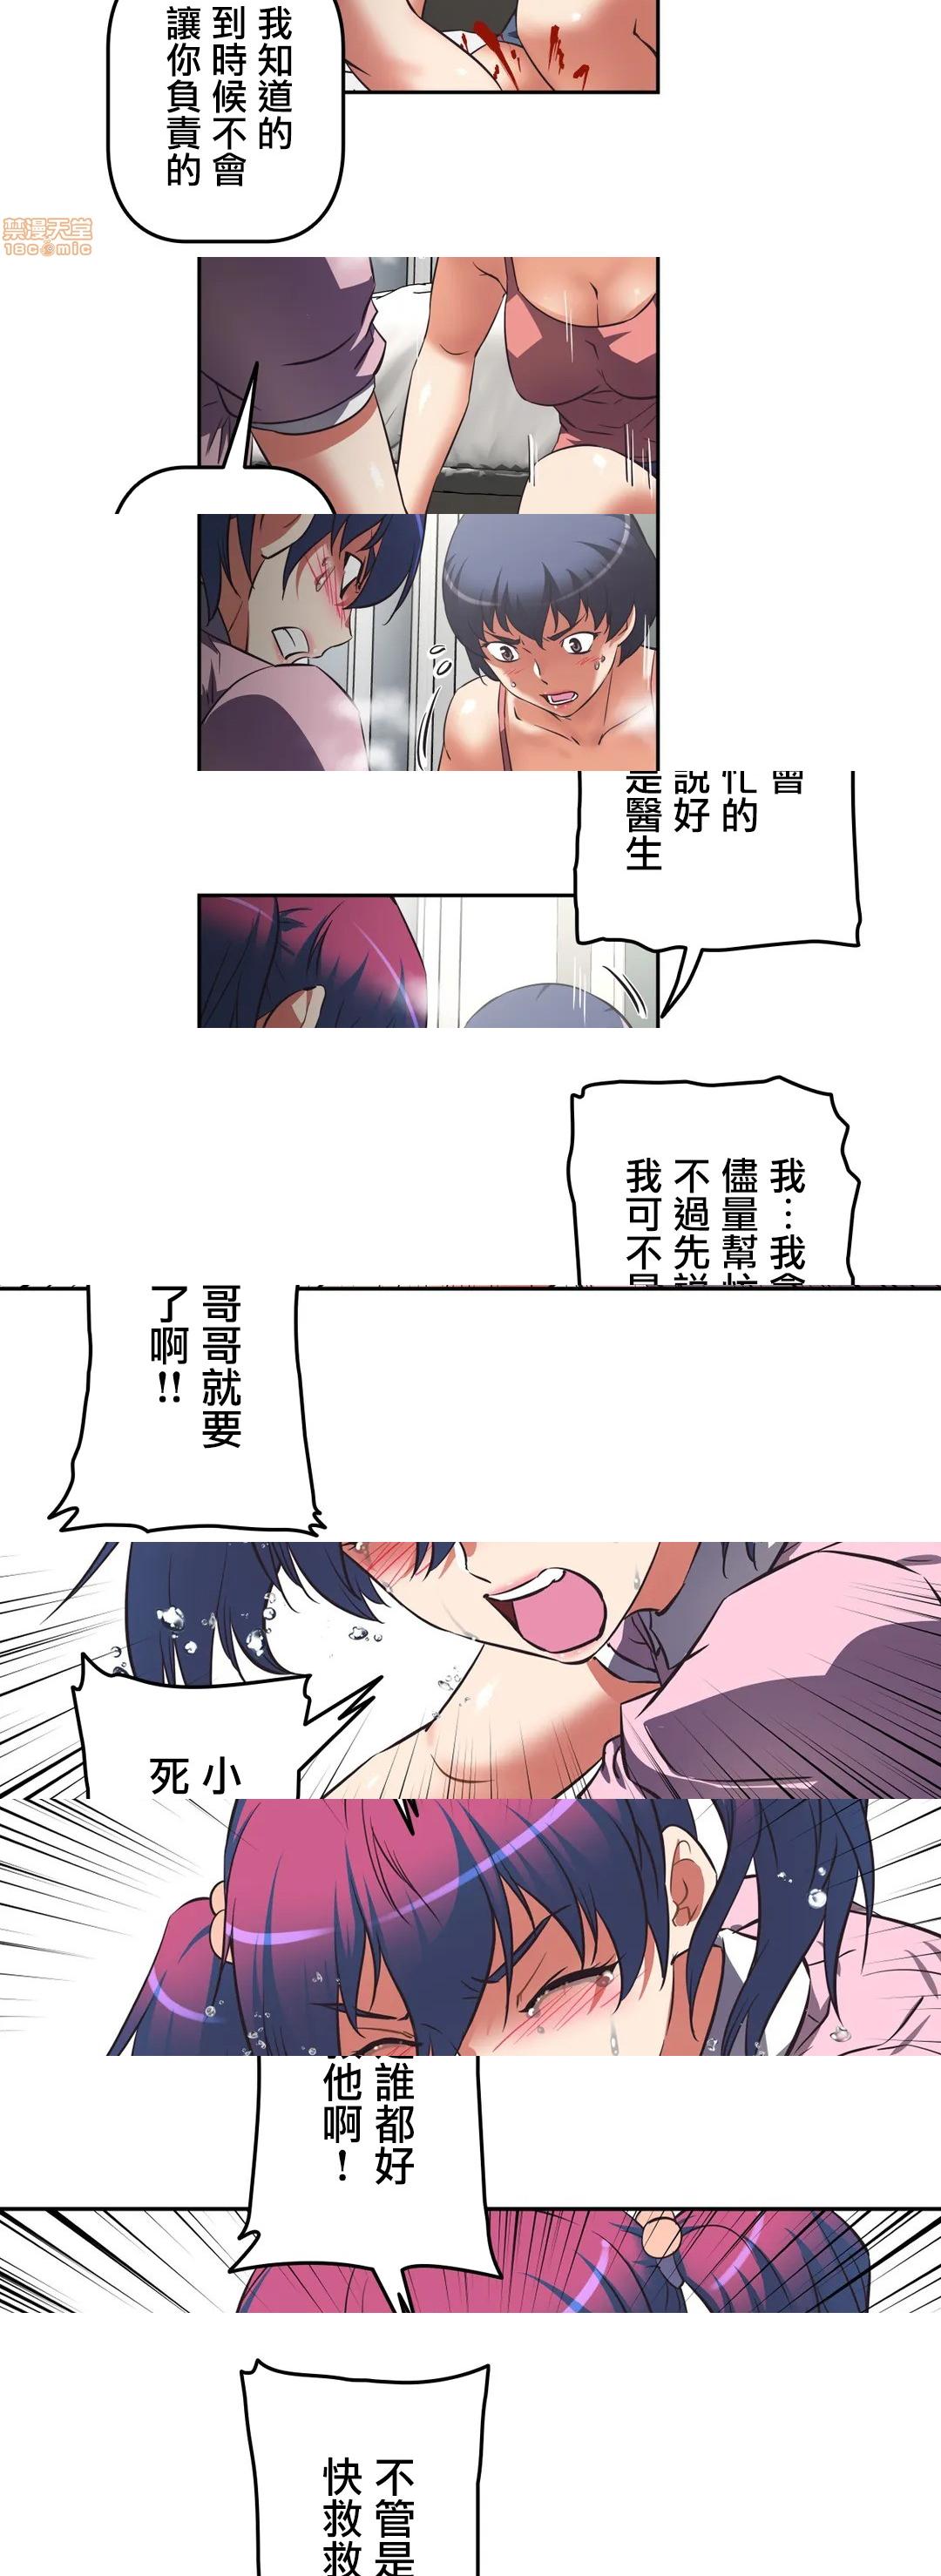 我知道的
到時候不會
讓你負責的
禁漫天堂
18comic
會
忙的
說好
是醫生
我…我會
儘量幫忙
不過先說
我可不是
哥哥就要
了啊!!
小
死
誰都好
他啊！
不管是
快救救